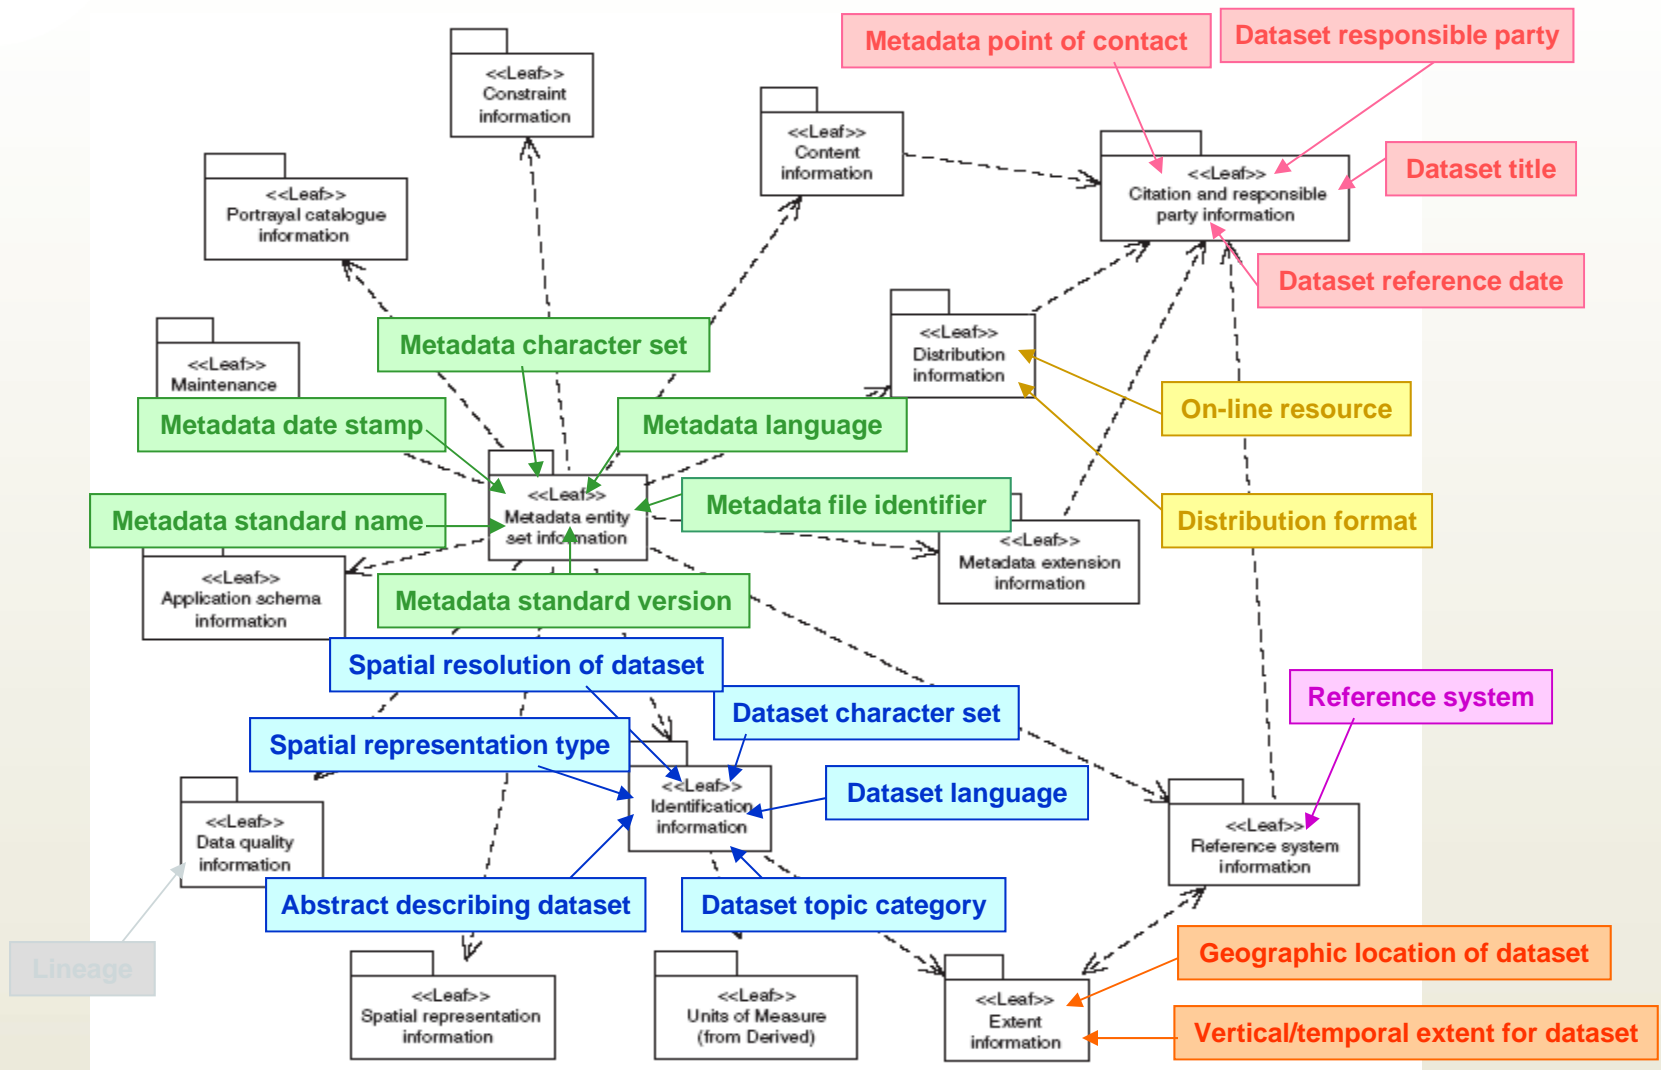 Metadata point of contact
Dataset responsible party
<<Leaf>>
Constraint
information
<<Leaf>>
Content
information
<<Leaf>>
Citation and responsible
party information
Dataset title
<<Leaf>>
Portrayal catalogue
information
Dataset reference date
<<Leaf>>
Maintenance
Metadata character set
<<Leaf>>
Distribution
information
Metadata date stamp
Metadata language
On-line resource
<<Leaf>>
Metadata entity
set information
Metadata standard name
Metadata file identifier
Distribution format
<<Leaf>>
Metadata extension
information
<<Leaf>>
Application schema
information
Metadata standard version
Spatial resolution of dataset
Dataset character set
Reference system
Spatial representation type
<<Leaf>>
Identification
information
Dataset language
<<Leaf>>
Data quality
information
<<Leaf>>
Reference system
information
Abstract describing dataset
Dataset topic category
Lineage
Geographic location of dataset
<<Leaf>>
Spatial representation
information
<<Leaf>>
Units of Measure
(from Derived)
<<Leaf>>
Extent
information
Vertical/temporal extent for dataset